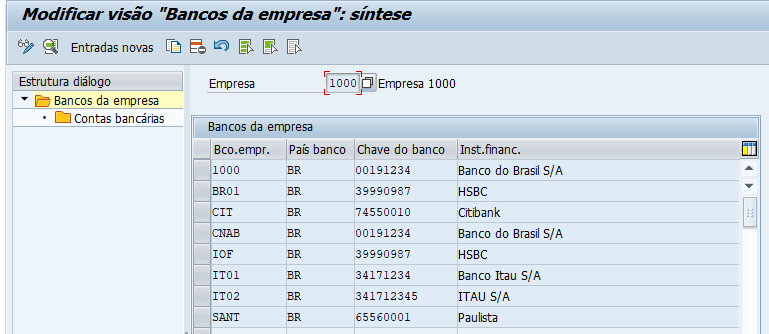 Modificar visão "Bancos da empresa": síntese
Entradas novas
Estrutura diálogo
Bancos da empresa
Contas bancárias
Empresa 1000 Empresa 1000
Bancos da empresa
Bco.empr. País banco Chave do banco Inst.financ.
1000 BR 00191234 Banco do Brasil S/A
BR01 BR 39990987 HSBC
CIT BR 74550010 Citibank
CNAB BR 00191234 Banco do Brasil S/A
IOF BR 39990987 HSBC
IT01 BR 34171234 Banco Itau S/A
IT02 BR 341712345 ITAU S/A
SANT BR 65560001 Paulista